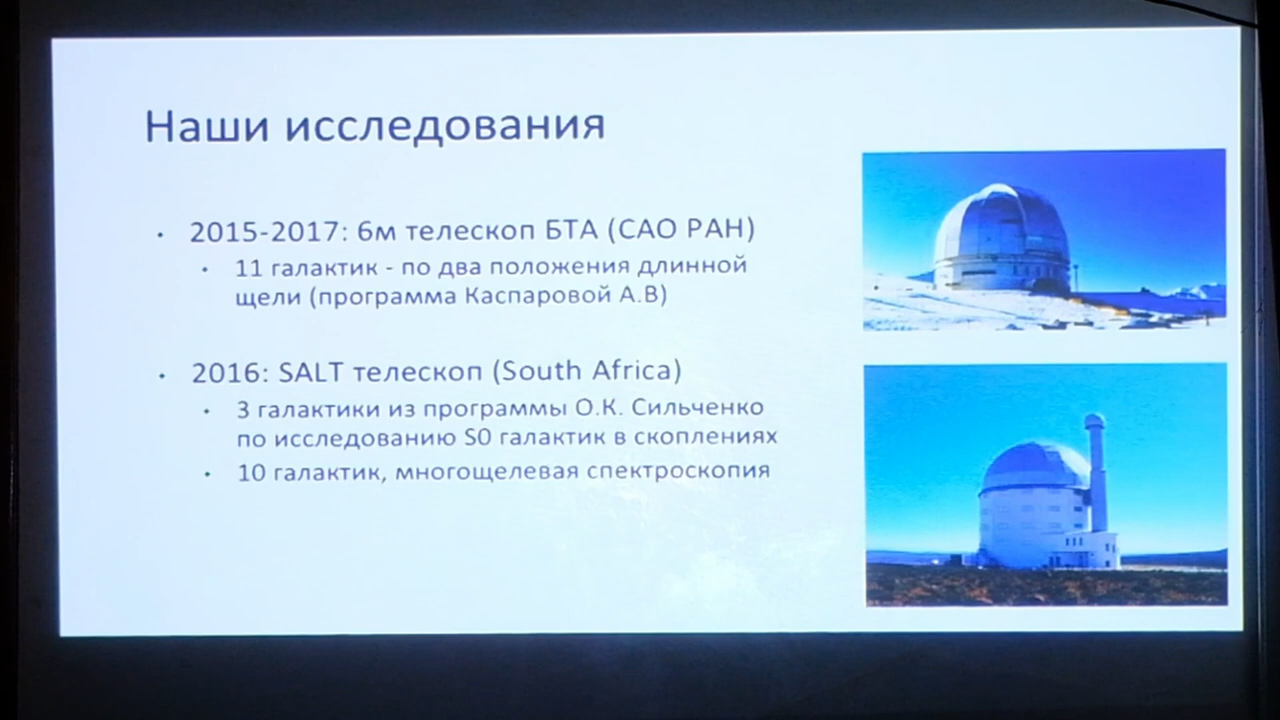 Наши исследования
• 2015-2017: 6м телескоп БТА (САО РАН)
• 11 галактик - по два положения длинной
щели (программа Каспаровой А.В)
• 2016: SALT телескоп (South Africa)
• 3 галактики из программы О.К. Сильченко
по исследованию S0 галактик в скоплениях
• 10 галактик, многощелевая спектроскопия